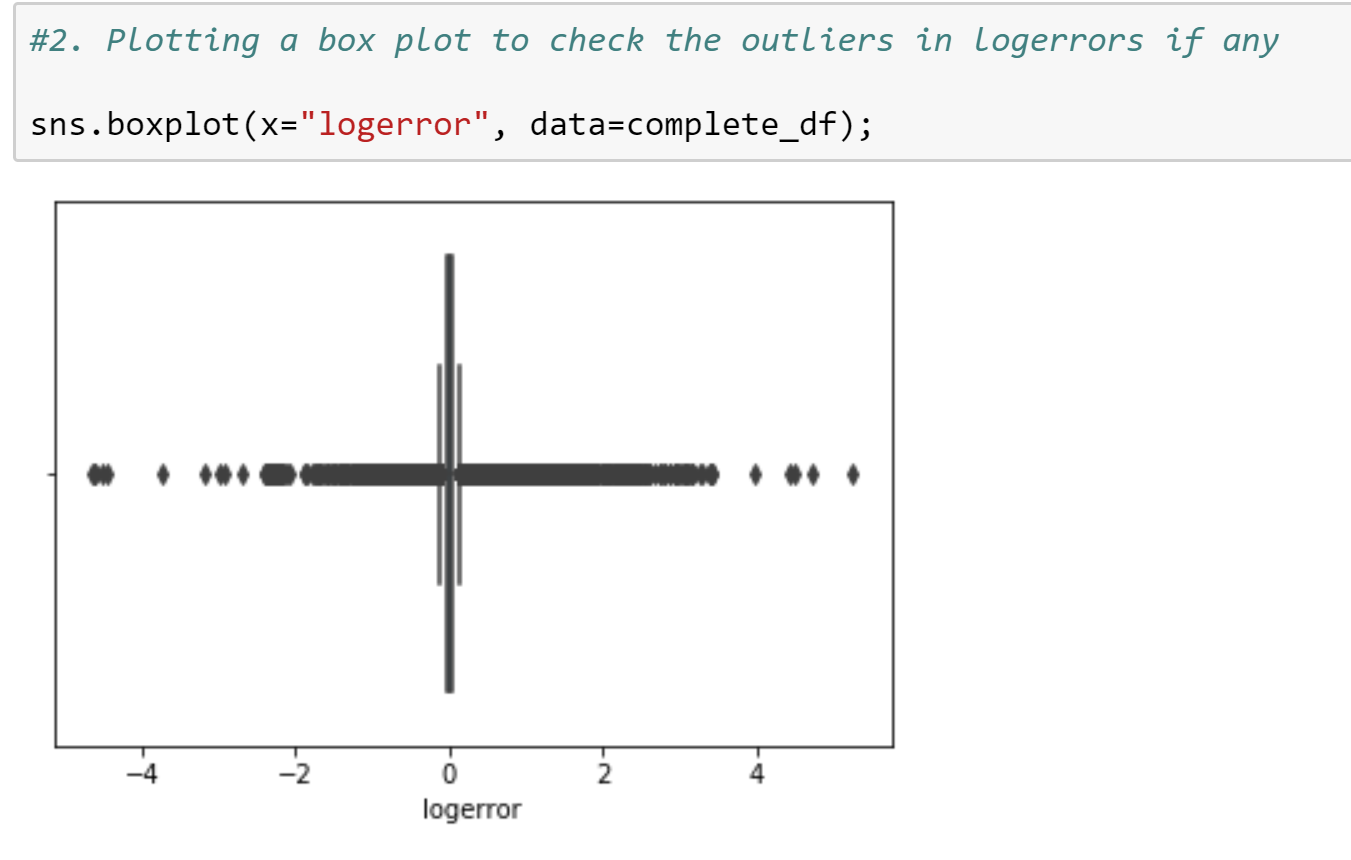 #2. Plotting a box plot to check the outliers in logerrors if any
sns.boxplot(x="logerror", data=complete_df);
−4 −2 0 2 4
logerror